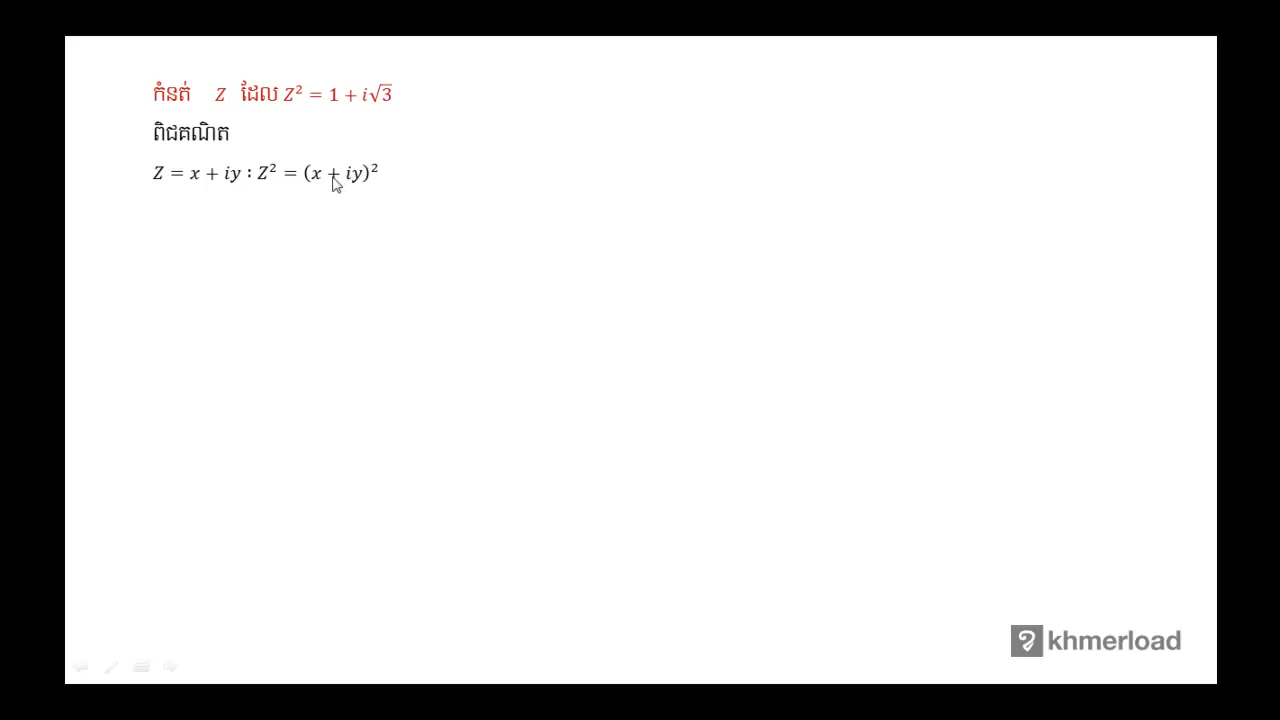 កំនត់ Z ដែល Z² = 1 + i√3
ពិជគណិត
Z = x + iy : Z² = (x + iy)²
khmerload